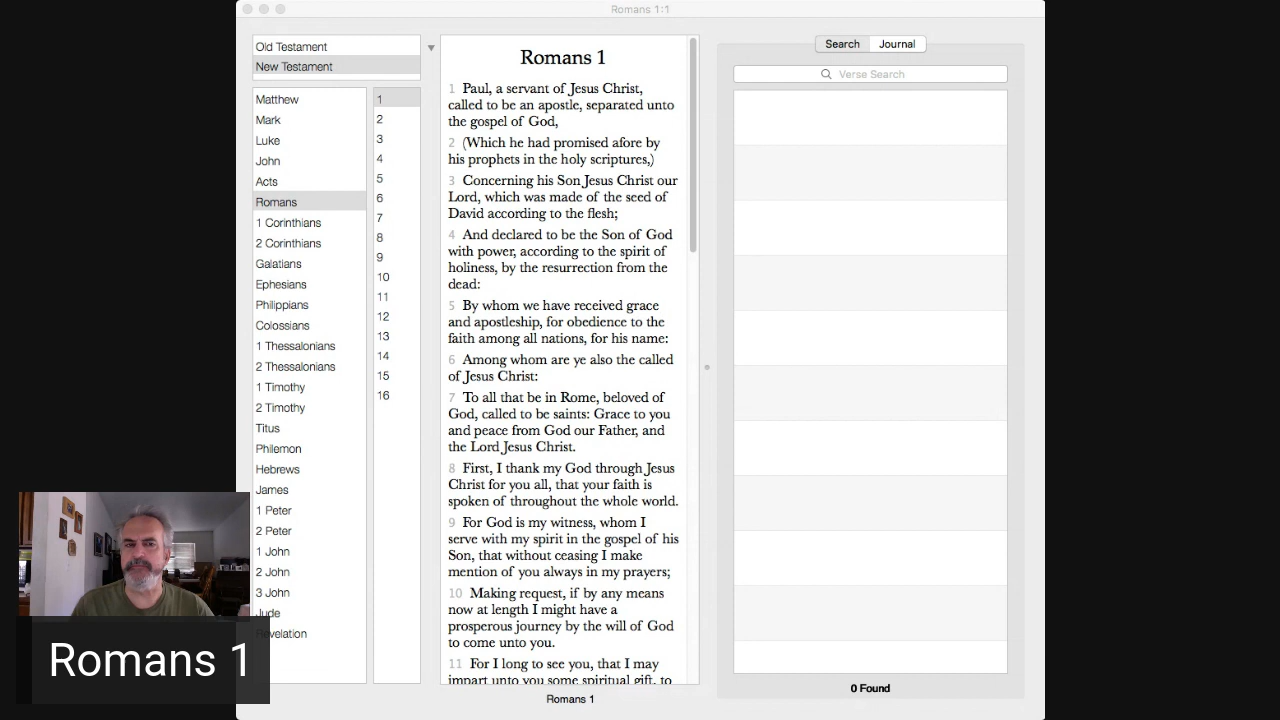 Romans 1:1
Old Testament
New Testament
Matthew
Mark
Luke
John
Acts
Romans
1 Corinthians
2 Corinthians
Galatians
Ephesians
Philippians
Colossians
1 Thessalonians
2 Thessalonians
1 Timothy
2 Timothy
Titus
Philemon
Hebrews
James
1 Peter
2 Peter
1 John
2 John
3 John
Jude
Revelation
1
2
3
4
5
6
7
8
9
10
11
12
13
14
15
16
Romans 1
1 Paul, a servant of Jesus Christ,
called to be an apostle, separated unto
the gospel of God,
2 (Which he had promised afore by
his prophets in the holy scriptures,)
3 Concerning his Son Jesus Christ our
Lord, which was made of the seed of
David according to the flesh;
4 And declared to be the Son of God
with power, according to the spirit of
holiness, by the resurrection from the
dead:
5 By whom we have received grace
and apostleship, for obedience to the
faith among all nations, for his name:
6 Among whom are ye also the called
of Jesus Christ:
7 To all that be in Rome, beloved of
God, called to be saints: Grace to you
and peace from God our Father, and
the Lord Jesus Christ.
8 First, I thank my God through Jesus
Christ for you all, that your faith is
spoken of throughout the whole world.
9 For God is my witness, whom I
serve with my spirit in the gospel of his
Son, that without ceasing I make
mention of you always in my prayers;
10 Making request, if by any means
now at length I might have a
prosperous journey by the will of God
to come unto you.
11 For I long to see you, that I may
impart unto you some spiritual gift, to
Romans 1
Search
Journal
Verse Search
0 Found
Romans 1